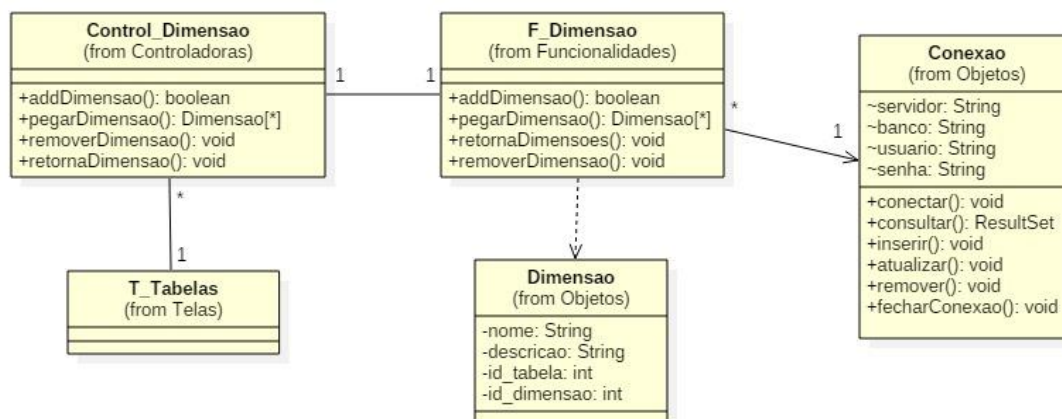 Control_Dimensao
(from Controladoras)
+addDimensao(): boolean
+pegarDimensao(): Dimensao[*]
+removerDimensao(): void
+retornaDimensao(): void
1
1
F_Dimensao
(from Funcionalidades)
+addDimensao(): boolean
+pegarDimensao(): Dimensao[*]
+retornaDimensoes(): void
+removerDimensao(): void
*
1
Conexao
(from Objetos)
~servidor: String
~banco: String
~usuario: String
~senha: String
+conectar(): void
+consultar(): ResultSet
+inserir(): void
+atualizar(): void
+remover(): void
+fecharConexao(): void
*
1
T_Tabelas
(from Telas)
Dimensao
(from Objetos)
-nome: String
-descricao: String
-id_tabela: int
-id_dimensao: int